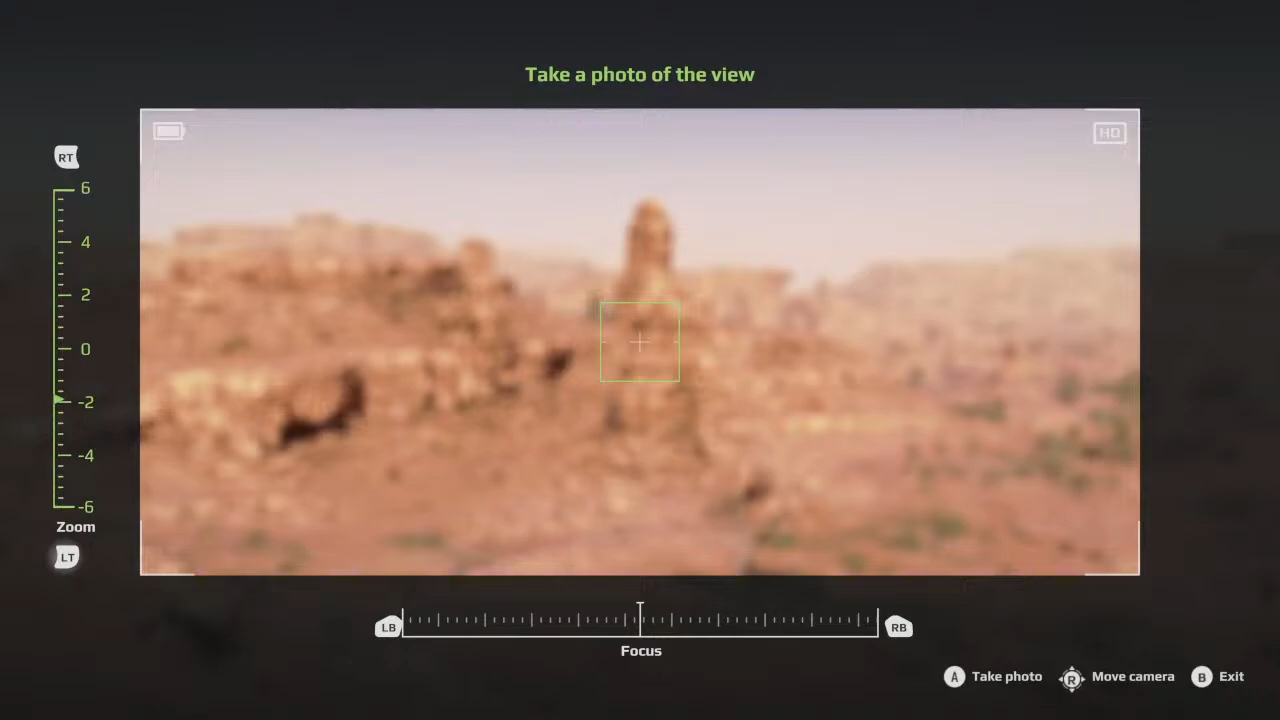 Take a photo of the view
HD
RT
6
4
2
0
-2
-4
-6
Zoom
LT
LB
RB
Focus
A Take photo R Move camera B Exit